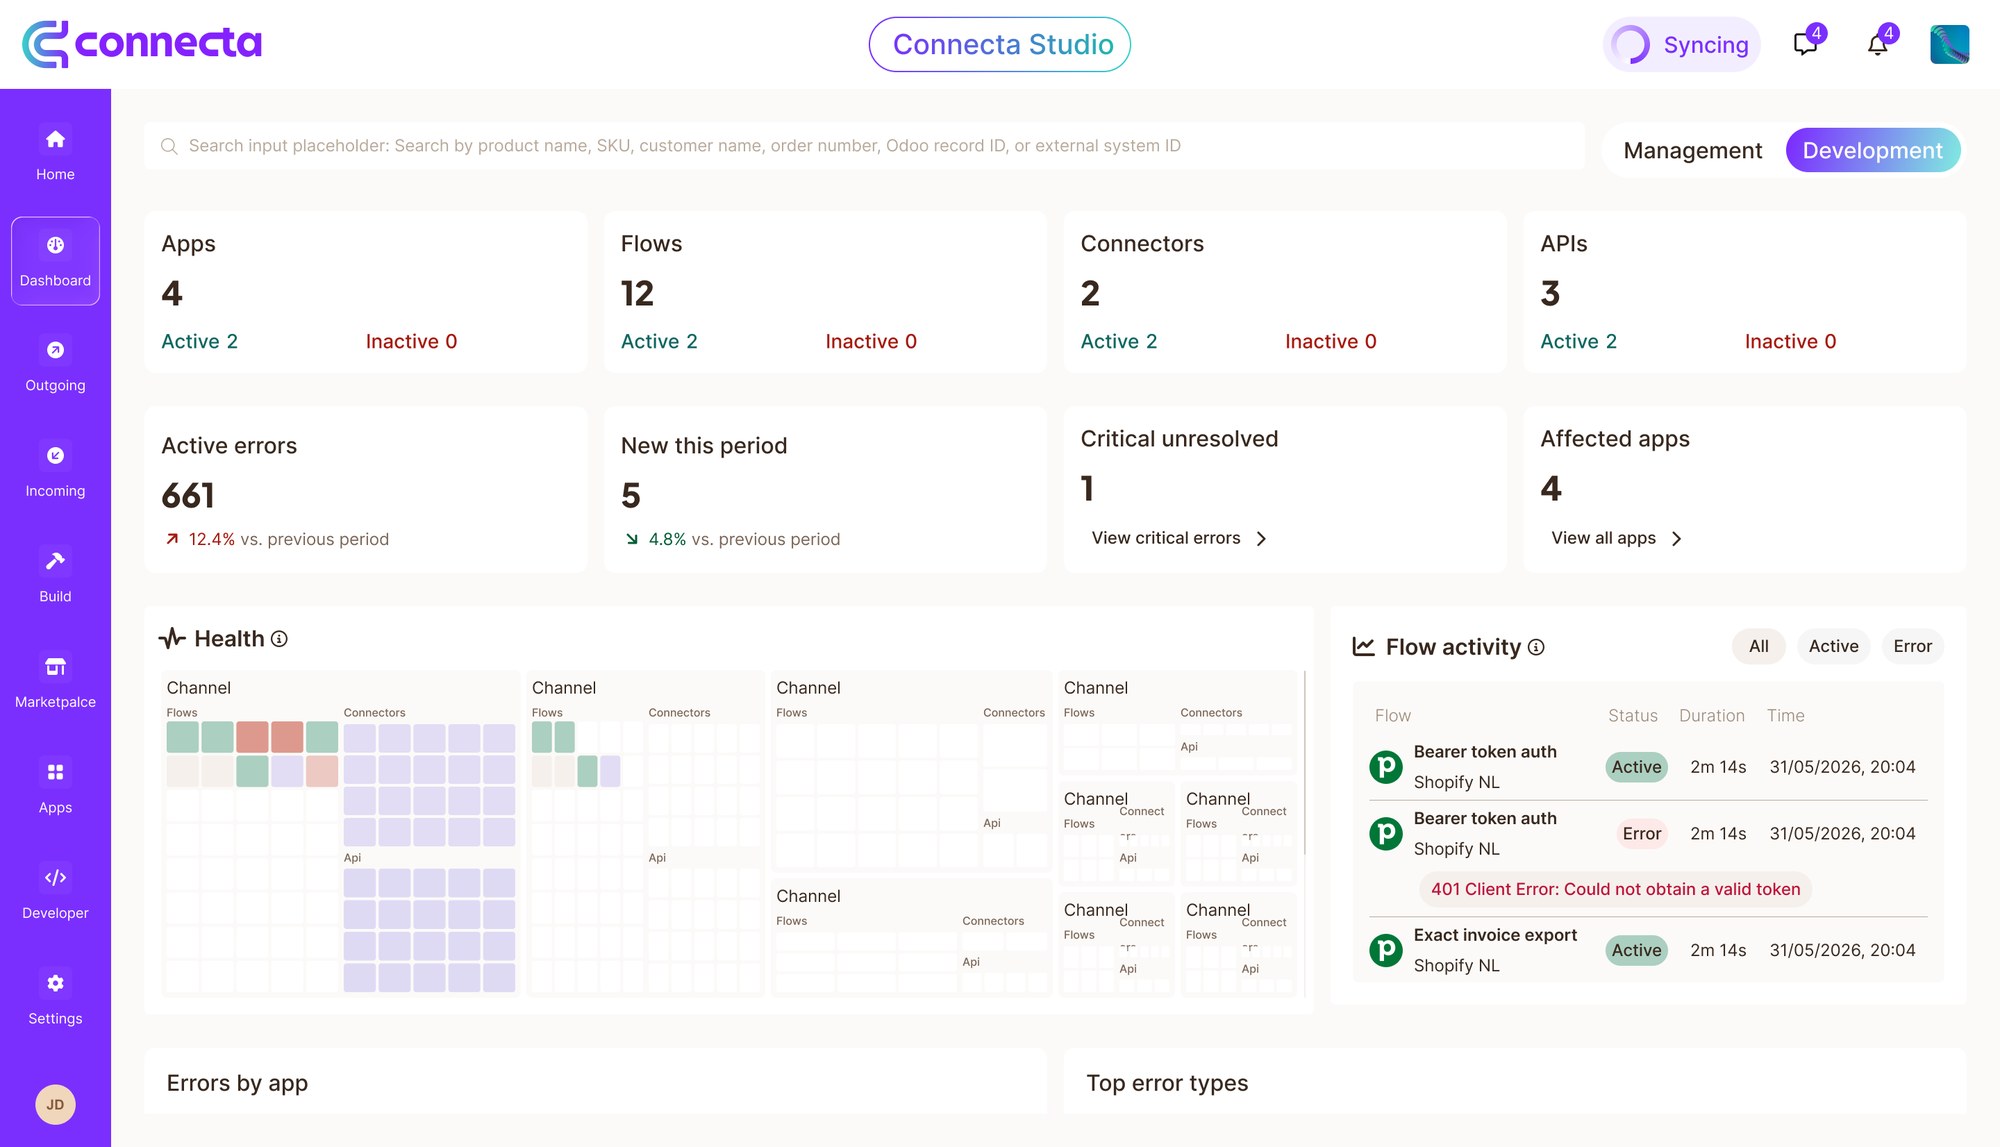 connecta
Connecta Studio
Syncing
4
4
Home
Dashboard
Outgoing
Incoming
Build
Marketpalce
Apps
Developer
Settings
JD
Search input placeholder: Search by product name, SKU, customer name, order number, Odoo record ID, or external system ID
Management
Development
Apps
4
Active 2
Inactive 0
Flows
12
Active 2
Inactive 0
Connectors
2
Active 2
Inactive 0
APIs
3
Active 2
Inactive 0
Active errors
661
12.4% vs. previous period
New this period
5
4.8% vs. previous period
Critical unresolved
1
View critical errors
Affected apps
4
View all apps
Health
Channel
Flows
Connectors
Api
Channel
Flows
Connectors
Api
Channel
Flows
Connectors
Api
Channel
Flows
Connectors
Api
Channel
Flows
Connectors
Api
Channel
Flows
Connect
Api
Channel
Flows
Connect
Api
Channel
Flows
Connect
Api
Channel
Flows
Connect
Api
Flow activity
All
Active
Error
Flow
Status
Duration
Time
Bearer token auth
Shopify NL
Active
2m 14s
31/05/2026, 20:04
Bearer token auth
Shopify NL
Error
2m 14s
31/05/2026, 20:04
401 Client Error: Could not obtain a valid token
Exact invoice export
Shopify NL
Active
2m 14s
31/05/2026, 20:04
Errors by app
Top error types